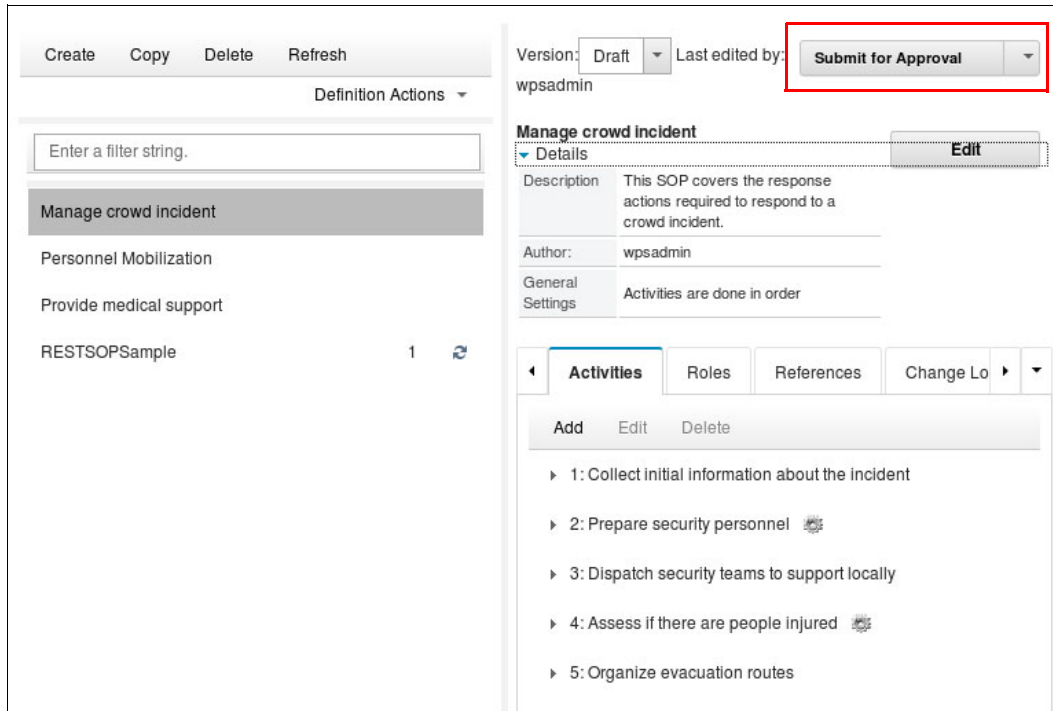 Create Copy Delete Refresh
Definition Actions
Enter a filter string.
Manage crowd incident
Personnel Mobilization
Provide medical support
RESTSOPSample 1
Version: Draft Last edited by:
wpsadmin
Submit for Approval
Manage crowd incident
Details
Edit
Description This SOP covers the response
actions required to respond to a
crowd incident.
Author: wpsadmin
General
Settings
Activities are done in order
Activities Roles References Change Lo
Add Edit Delete
1: Collect initial information about the incident
2: Prepare security personnel
3: Dispatch security teams to support locally
4: Assess if there are people injured
5: Organize evacuation routes